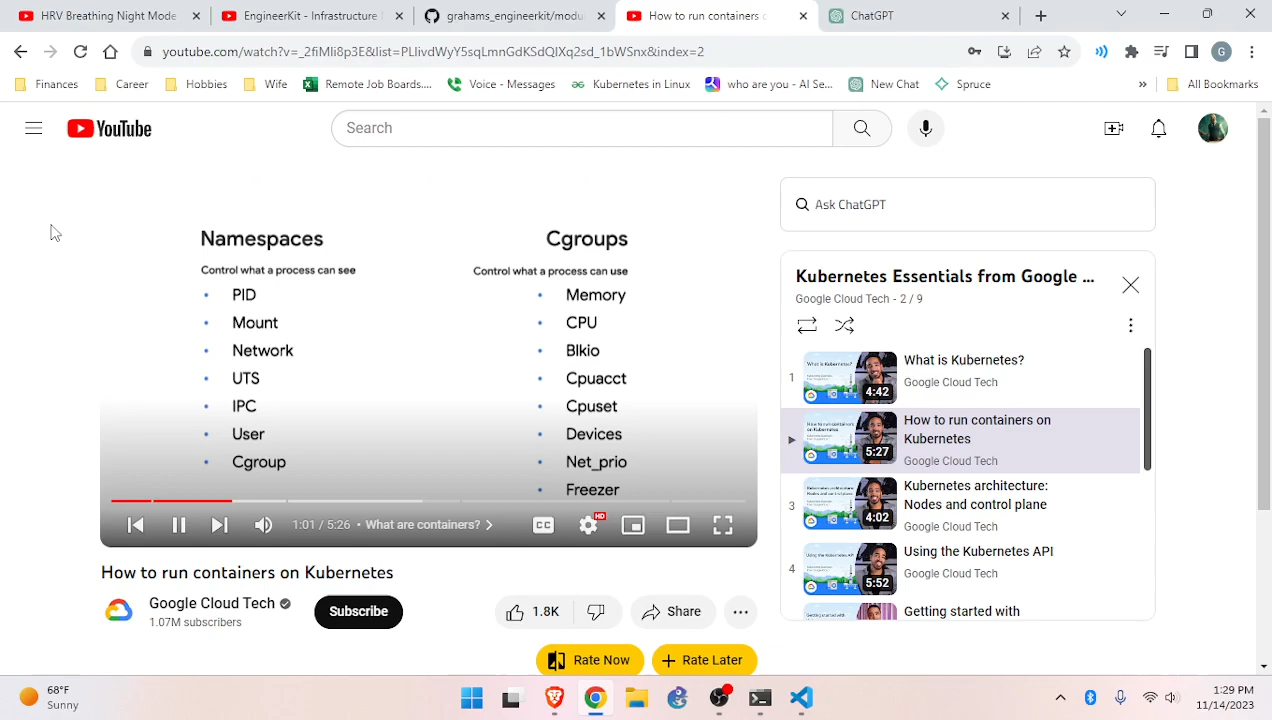 HRV Breathing Night Mode
EngineerKit - Infrastructure
grahams_engineerkit/modu
How to run containers
ChatGPT
youtube.com/watch?v=_2fiMli8p3E&list=PLIivdWyY5sqLmnGdKSdQIXq2sd_1bWSnx&index=2
G
Finances
Career
Hobbies
Wife
Remote Job Boards....
Voice - Messages
Kubernetes in Linux
who are you - AI Se...
New Chat
Spruce
»
All Bookmarks
YouTube
Search
Ask ChatGPT
Namespaces
Control what a process can see
• PID
• Mount
• Network
• UTS
• IPC
• User
• Cgroup
Cgroups
Control what a process can use
• Memory
• CPU
• Blkio
• Cpuacct
• Cpuset
• Devices
• Net_prio
• Freezer
1:01 / 5:26 • What are containers?
CC
HD
How to run containers on Kubernetes
Google Cloud Tech
1.07M subscribers
Subscribe
1.8K
Share
Rate Now
Rate Later
Kubernetes Essentials from Google ...
Google Cloud Tech - 2 / 9
1
4:42
What is Kubernetes?
Google Cloud Tech
5:27
How to run containers on
Kubernetes
Google Cloud Tech
3
4:02
Kubernetes architecture:
Nodes and control plane
Google Cloud Tech
4
5:52
Using the Kubernetes API
Google Cloud Tech
Getting started with
68°F
Sunny
1:29 PM
11/14/2023